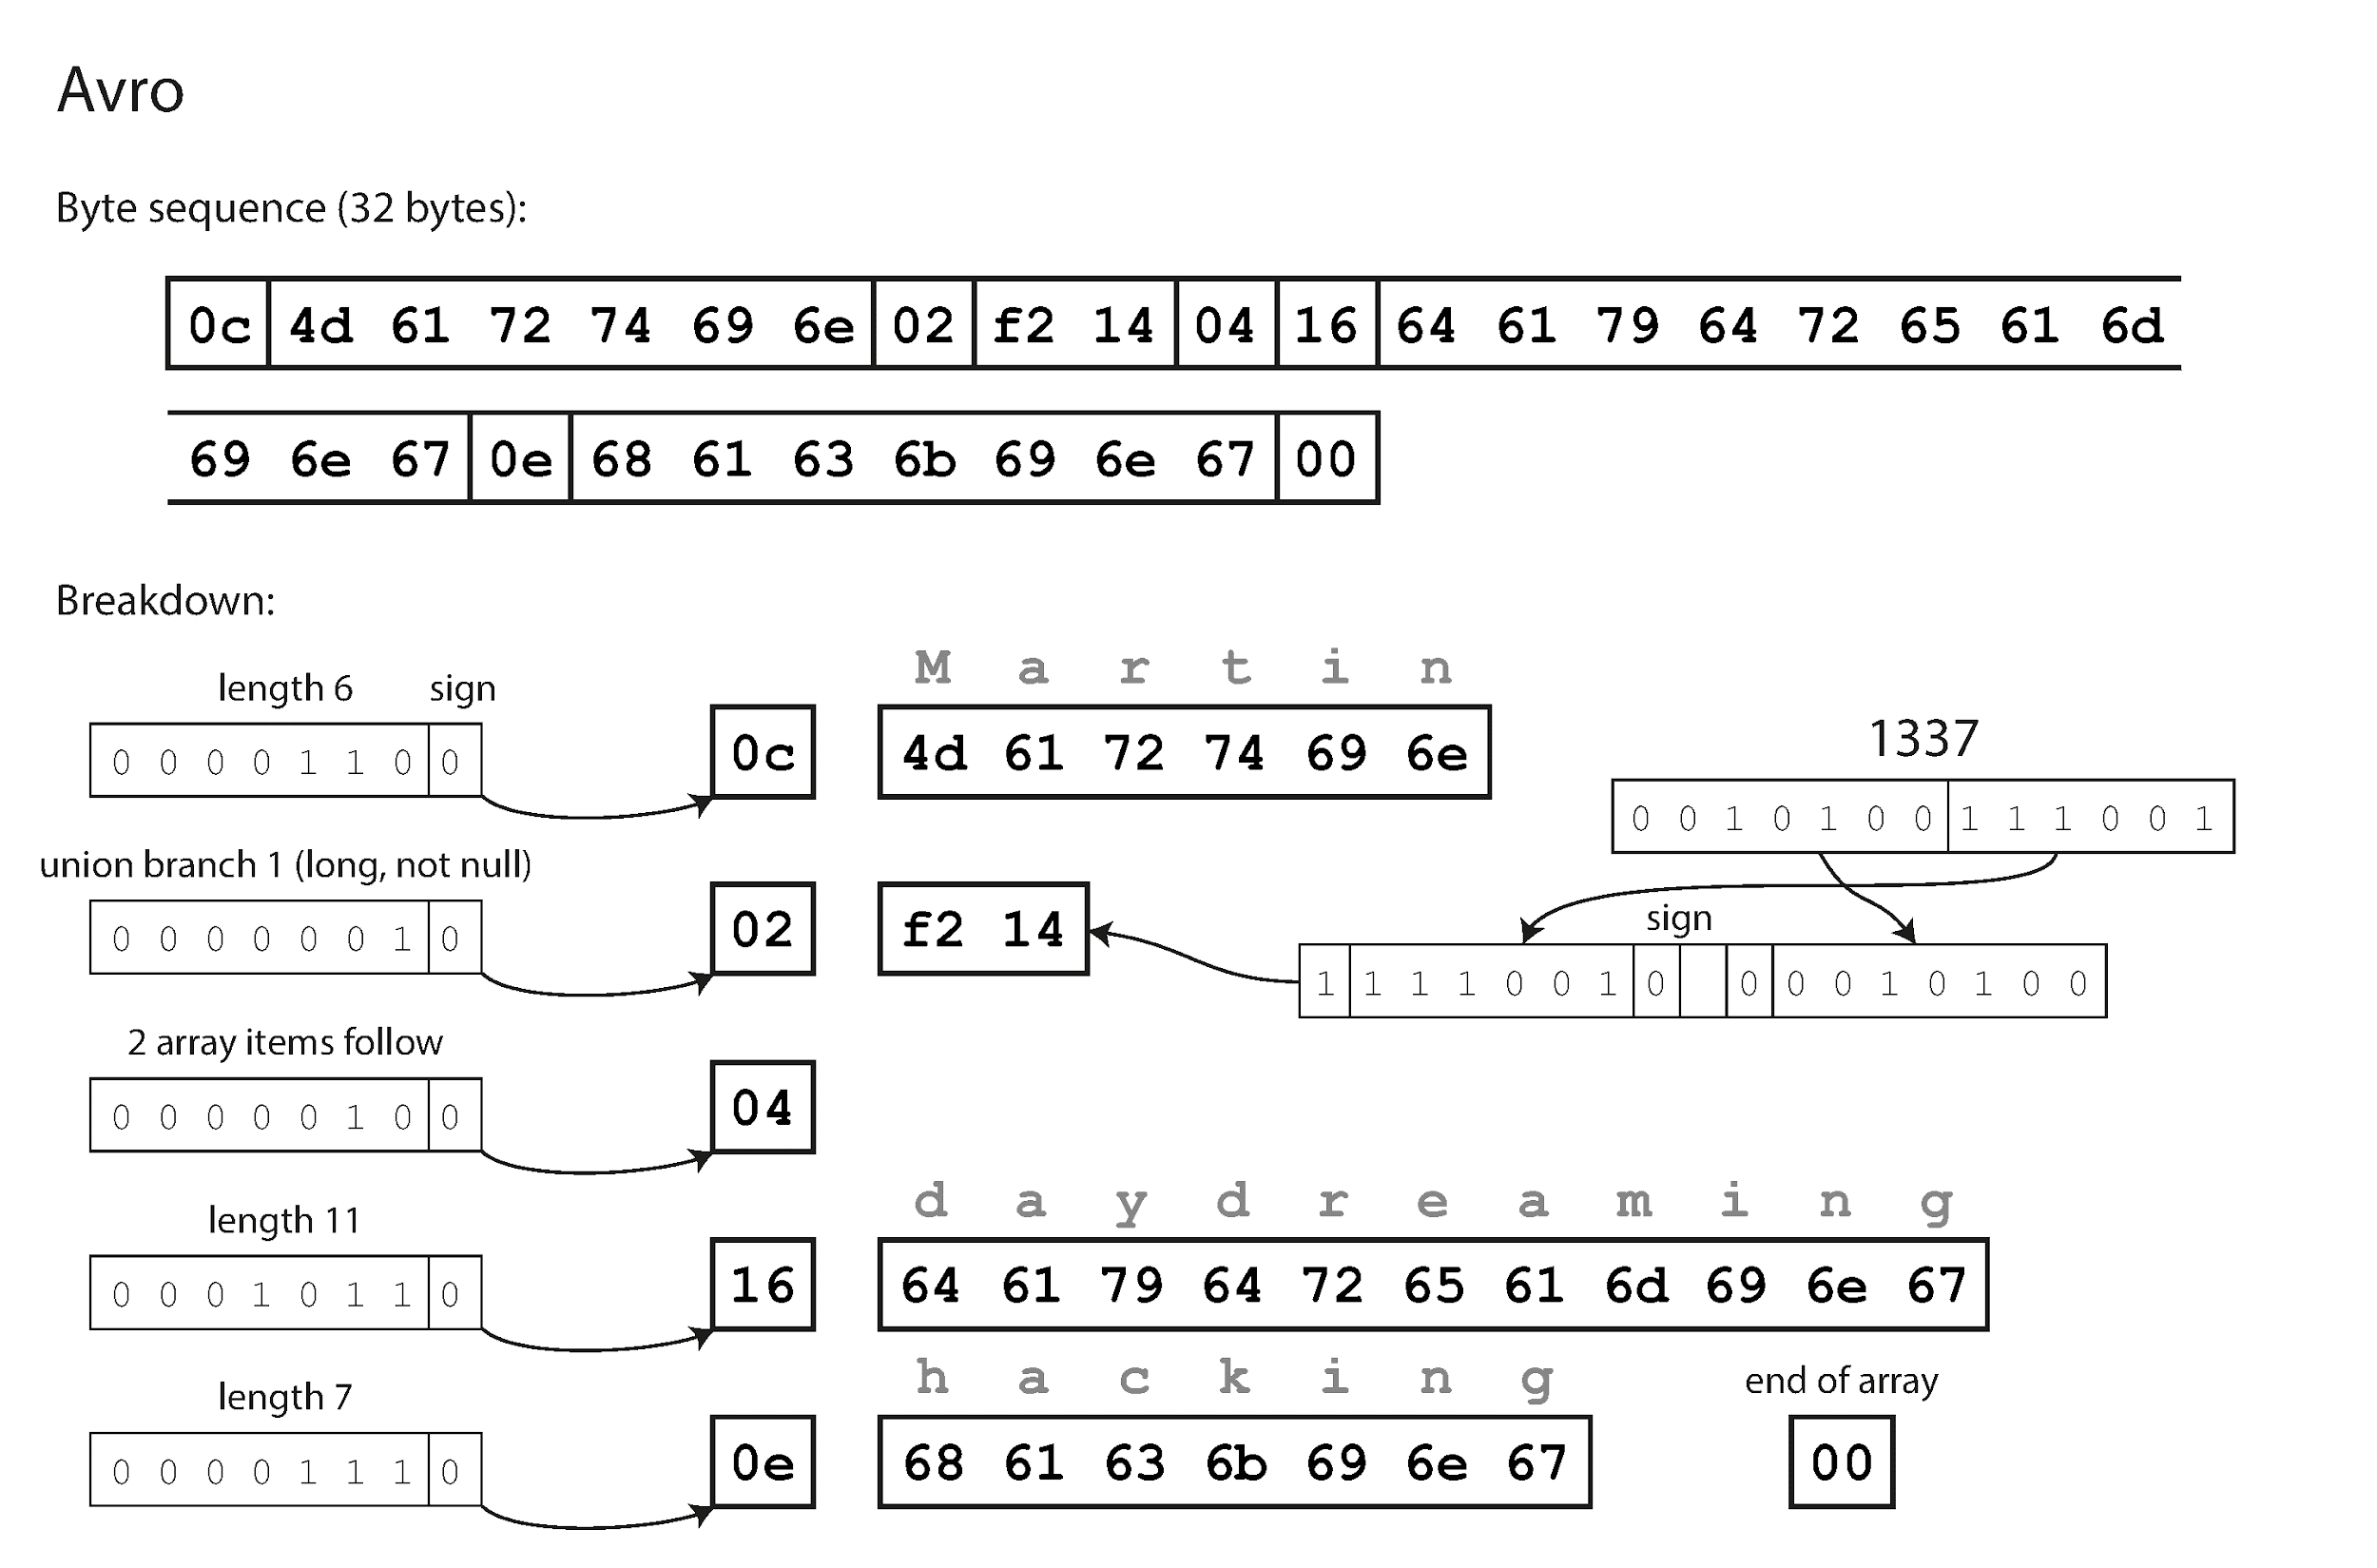 Avro
Byte sequence (32 bytes):
0c 4d 61 72 74 69 6e 02 f2 14 04 16 64 61 79 64 72 65 61 6d
69 6e 67 0e 68 61 63 6b 69 6e 67 00
Breakdown:
length 6 sign
0 0 0 0 1 1 0 0
0c
M a r t i n
4d 61 72 74 69 6e
union branch 1 (long, not null)
0 0 0 0 0 0 1 0
02
f2 14
1337
0 0 1 0 1 0 0 1 1 1 0 0 1
sign
1 1 1 1 0 0 1 0 0 0 0 1 0 1 0 0
2 array items follow
0 0 0 0 0 1 0 0
04
length 11
0 0 0 1 0 1 1 0
16
d a y d r e a m i n g
64 61 79 64 72 65 61 6d 69 6e 67
length 7
0 0 0 0 1 1 1 0
0e
h a c k i n g
68 61 63 6b 69 6e 67
end of array
00